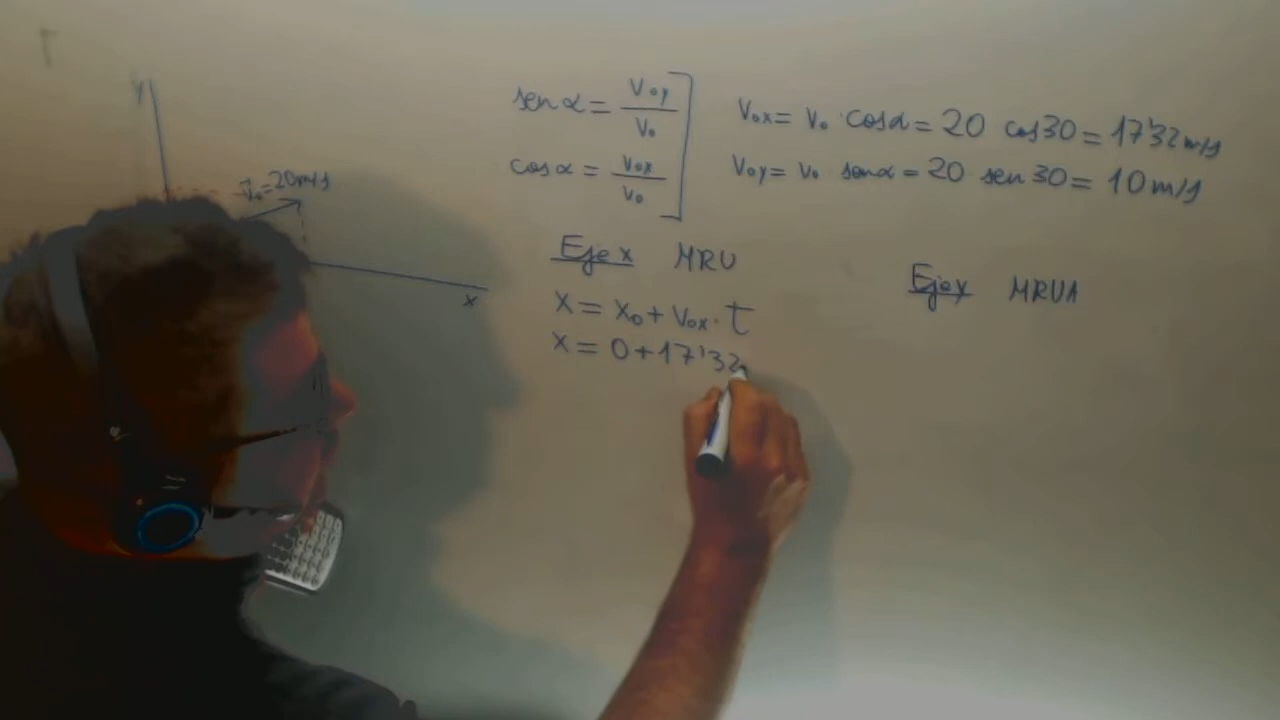 y
v₀=20m/s
x
sen α = v₀y / v₀
cos α = v₀x / v₀
V₀x = V₀ · cos α = 20 cos 30 = 17'32 m/s
V₀y = V₀ sen α = 20 sen 30 = 10 m/s
Eje x MRU
x = x₀ + v₀x · t
x = 0 + 17'32
Eje y MRUA